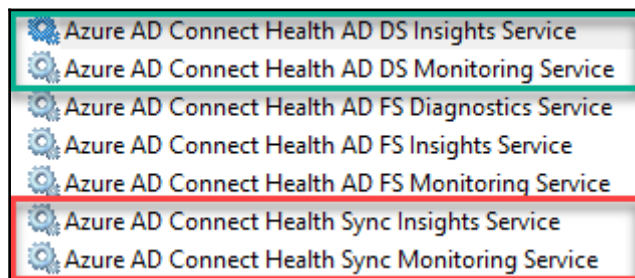 Azure AD Connect Health AD DS Insights Service
Azure AD Connect Health AD DS Monitoring Service
Azure AD Connect Health AD FS Diagnostics Service
Azure AD Connect Health AD FS Insights Service
Azure AD Connect Health AD FS Monitoring Service
Azure AD Connect Health Sync Insights Service
Azure AD Connect Health Sync Monitoring Service